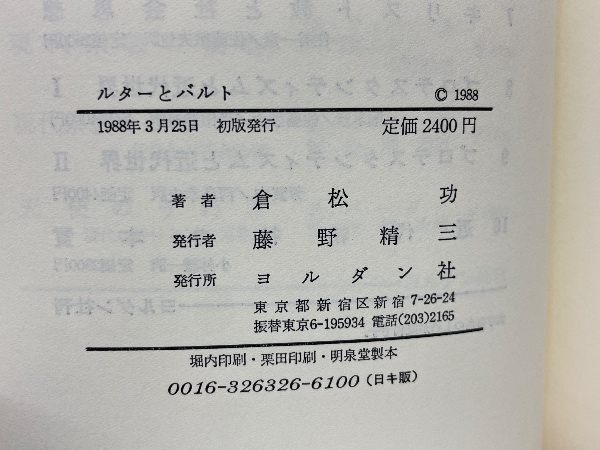 ルターとバルト © 1988
1988年3月25日 初版発行 定価 2400円
著者 倉松 功
発行者 藤野精三
発行所 ヨルダン社
東京都新宿区新宿 7-26-24
振替東京6-195934 電話(203)2165
堀内印刷・栗田印刷・明泉堂製本
0016-326326-6100（日キ販）